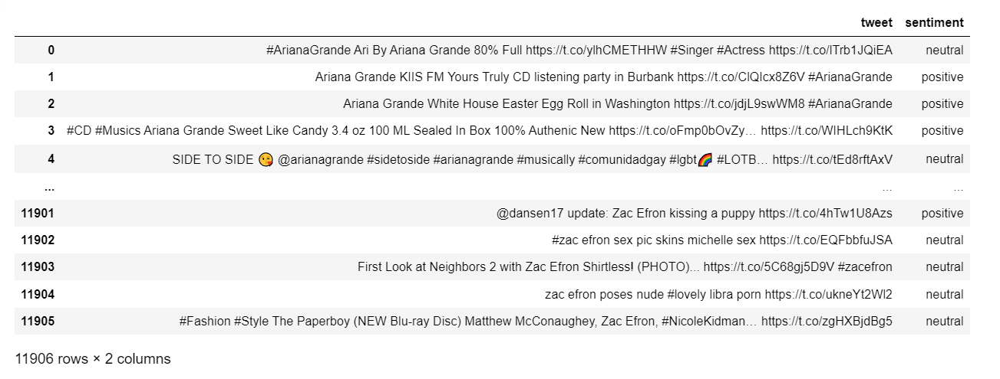 tweet sentiment
0 #ArianaGrande Ari By Ariana Grande 80% Full https://t.co/ylhCMETHHW #Singer #Actress https://t.co/lTrb1JQiEA neutral
1 Ariana Grande KIIS FM Yours Truly CD listening party in Burbank https://t.co/ClQIcx8Z6V #ArianaGrande positive
2 Ariana Grande White House Easter Egg Roll in Washington https://t.co/jdjL9swWM8 #ArianaGrande positive
3 #CD #Musics Ariana Grande Sweet Like Candy 3.4 oz 100 ML Sealed In Box 100% Authenic New https://t.co/oFmp0bOvZy… https://t.co/WIHLch9KtK positive
4 SIDE TO SIDE 😘 @arianagrande #sidetoside #arianagrande #musically #comunidadgay #lgbt🌈 #LOTB… https://t.co/tEd8rftAxV neutral
... ... ...
11901 @dansen17 update: Zac Efron kissing a puppy https://t.co/4hTw1U8Azs positive
11902 #zac efron sex pic skins michelle sex https://t.co/EQFbbfuJSA neutral
11903 First Look at Neighbors 2 with Zac Efron Shirtless! (PHOTO)... https://t.co/5C68gj5D9V #zacefron neutral
11904 zac efron poses nude #lovely libra porn https://t.co/ukneYt2Wl2 neutral
11905 #Fashion #Style The Paperboy (NEW Blu-ray Disc) Matthew McConaughey, Zac Efron, #NicoleKidman… https://t.co/zgHXBjdBg5 neutral
11906 rows × 2 columns